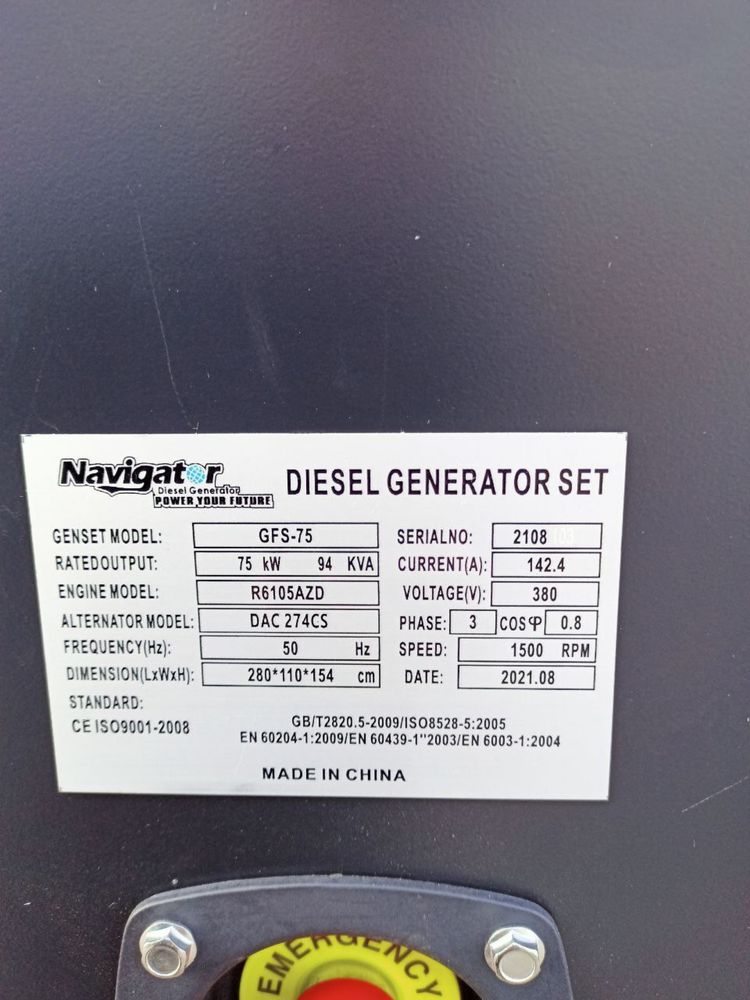 Navigator
Diesel Generator
POWER YOUR FUTURE
DIESEL GENERATOR SET
GENSET MODEL: GFS-75 SERIALNO: 2108 103
RATEDOUTPUT: 75 kW 94 KVA CURRENT(A): 142.4
ENGINE MODEL: R6105AZD VOLTAGE(V): 380
ALTERNATOR MODEL: DAC 274CS PHASE: 3 COSφ 0.8
FREQUENCY(Hz): 50 Hz SPEED: 1500 RPM
DIMENSION(LxWxH): 280*110*154 cm DATE: 2021.08
STANDARD:
CE ISO9001-2008
GB/T2820.5-2009/ISO8528-5:2005
EN 60204-1:2009/EN 60439-1"2003/EN 6003-1:2004
MADE IN CHINA
EMERGENCY